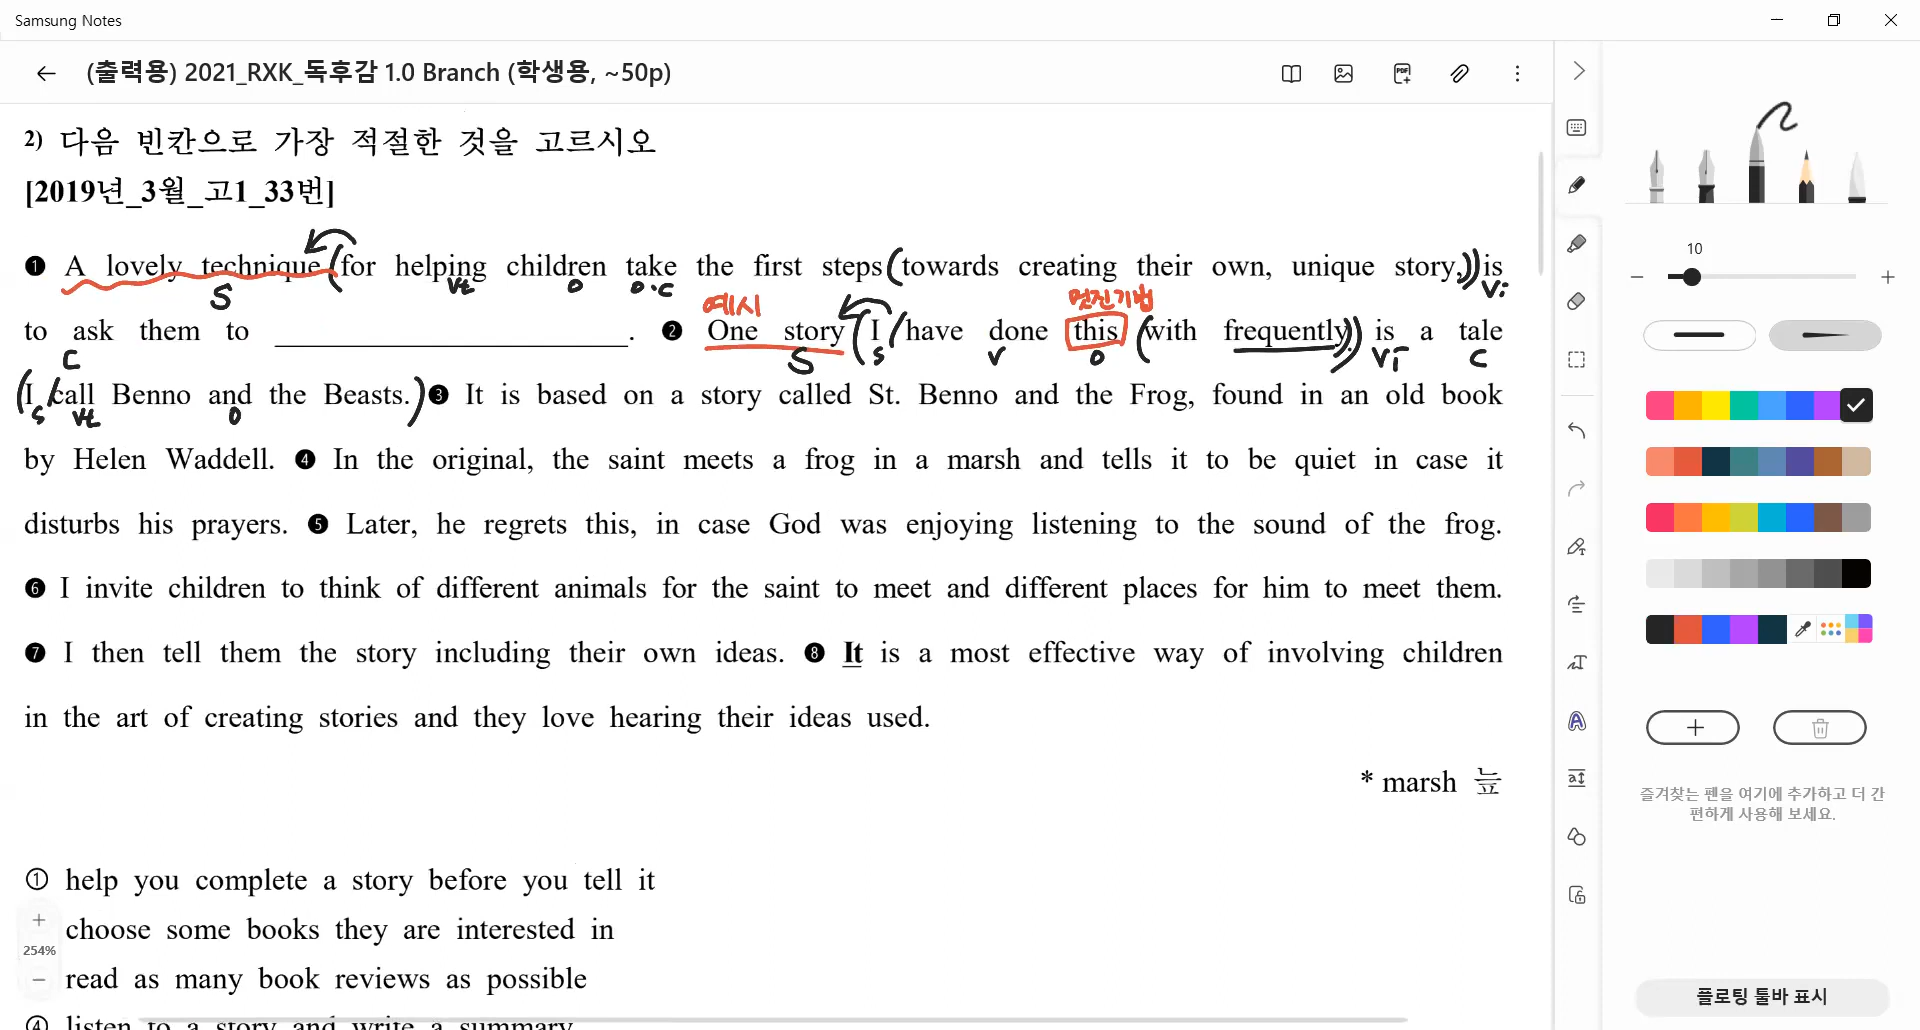 Samsung Notes
(출력용) 2021_RXK_독후감 1.0 Branch (학생용, ~50p)
2) 다음 빈칸으로 가장 적절한 것을 고르시오
[2019년_3월_고1_33번]
❶ A lovely technique (for helping children take the first steps (towards creating their own, unique story,)) is
S Vt O O.C Vi
예시 멋진기법
to ask them to ____________. ❷ One story (I / have done this (with frequently)) is a tale
C S s V O Vi C
(I / call Benno and the Beasts.) ❸ It is based on a story called St. Benno and the Frog, found in an old book
s Vt O
by Helen Waddell. ❹ In the original, the saint meets a frog in a marsh and tells it to be quiet in case it
disturbs his prayers. ❺ Later, he regrets this, in case God was enjoying listening to the sound of the frog.
❻ I invite children to think of different animals for the saint to meet and different places for him to meet them.
❼ I then tell them the story including their own ideas. ❽ It is a most effective way of involving children
in the art of creating stories and they love hearing their ideas used.
* marsh 늪
① help you complete a story before you tell it
choose some books they are interested in
read as many book reviews as possible
④ listen to a story and write a summary
254%
10
즐겨찾는 펜을 여기에 추가하고 더 간
편하게 사용해 보세요.
플로팅 툴바 표시